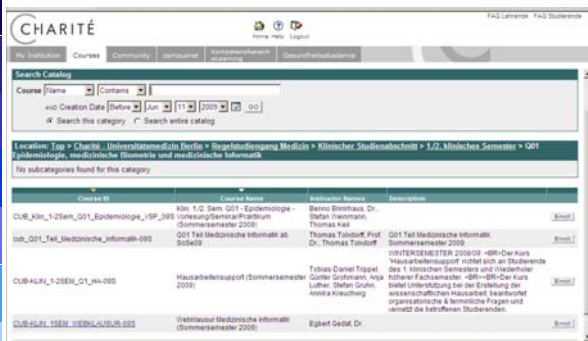 CHARITÉ
Home Help Logout
FAQ Lehrende FAQ Studierende
My Institution Courses Community Kompetenzbereich eLearning Gesundheitsakademie
Search Catalog
Course Name Contains
AND Creation Date Before Jun 11 2009 GO
Search this category Search entire catalog
Location: Top > Charité - Universitätsmedizin Berlin > Regelstudiengang Medizin > Klinischer Studienabschnitt > 1./2. klinisches Semester > Q01
Epidemiologie, medizinische Biometrie und medizinische Informatik
No subcategories found for this category
Course ID Course Name Instructor Names Description
CUB_Klin_1-2Sem_Q01_Epidemiologie_VSP_09S
Klin. 1./2. Sem. Q01 - Epidemiologie -
Vorlesung/Seminar/Praktikum
(Sommersemester 2009)
Benno Brinkhaus, Dr.,
Stefan Weinmann,
Thomas Keil
Enroll
cub_Q01_Teil_Medizinische_Informatik-09S
Q01 Teil Medizinische Informatik ab
SoSe09
Thomas Tolxdorff, Prof.
Dr., Thomas Tolxdorff
Q01 Teil Medizinische Informatik
Sommersemester 2009
Enroll
CUB-KLIN_1-2SEM_Q1_HA-09S
Hausarbeitensupport (Sommersemester
2009)
Tobias-Daniel Trippel,
Günter Grohmann, Anja
Luther, Stefan Gruhn,
Annika Kreuchwig
WINTERSEMESTER 2008/09: <BR>Der Kurs
"Hausarbeitensupport" richtet sich an Studierende
des 1. klinischen Semesters und Wiederholer
höherer Fachsemester. <BR><BR>Der Kurs
bietet Unterstützung bei der Erstellung der
wissenschaftlichen Hausarbeit, beantwortet
organisatorische & terminliche Fragen und
vernetzt die betroffenen Studierenden.
Enroll
CUB-KLIN_1SEM_WEBKLAUSUR-09S
Webklausur Medizinische Informatik
(Sommersemester 2009)
Egbert Gedat, Dr.
Enroll